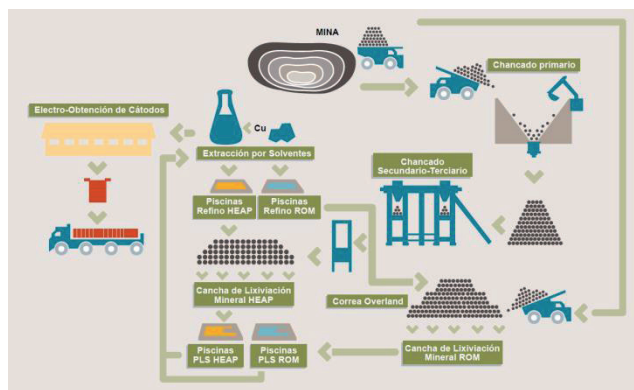 MINA
Chancado primario
Electro-Obtención de Cátodos
Cu
Extracción por Solventes
Chancado
Secundario-Terciario
Piscinas
Refino HEAP
Piscinas
Refino ROM
Cancha de Lixiviación
Mineral HEAP
Correa Overland
Piscinas
PLS HEAP
Piscinas
PLS ROM
Cancha de Lixiviación
Mineral ROM